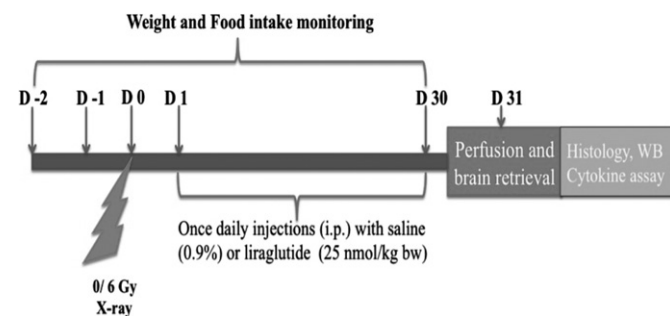 Weight and Food intake monitoring
D -2 D -1 D 0 D 1 D 30 D 31
Perfusion and
brain retrieval
Histology, WB
Cytokine assay
Once daily injections (i.p.) with saline
(0.9%) or liraglutide (25 nmol/kg bw)
0/ 6 Gy
X-ray